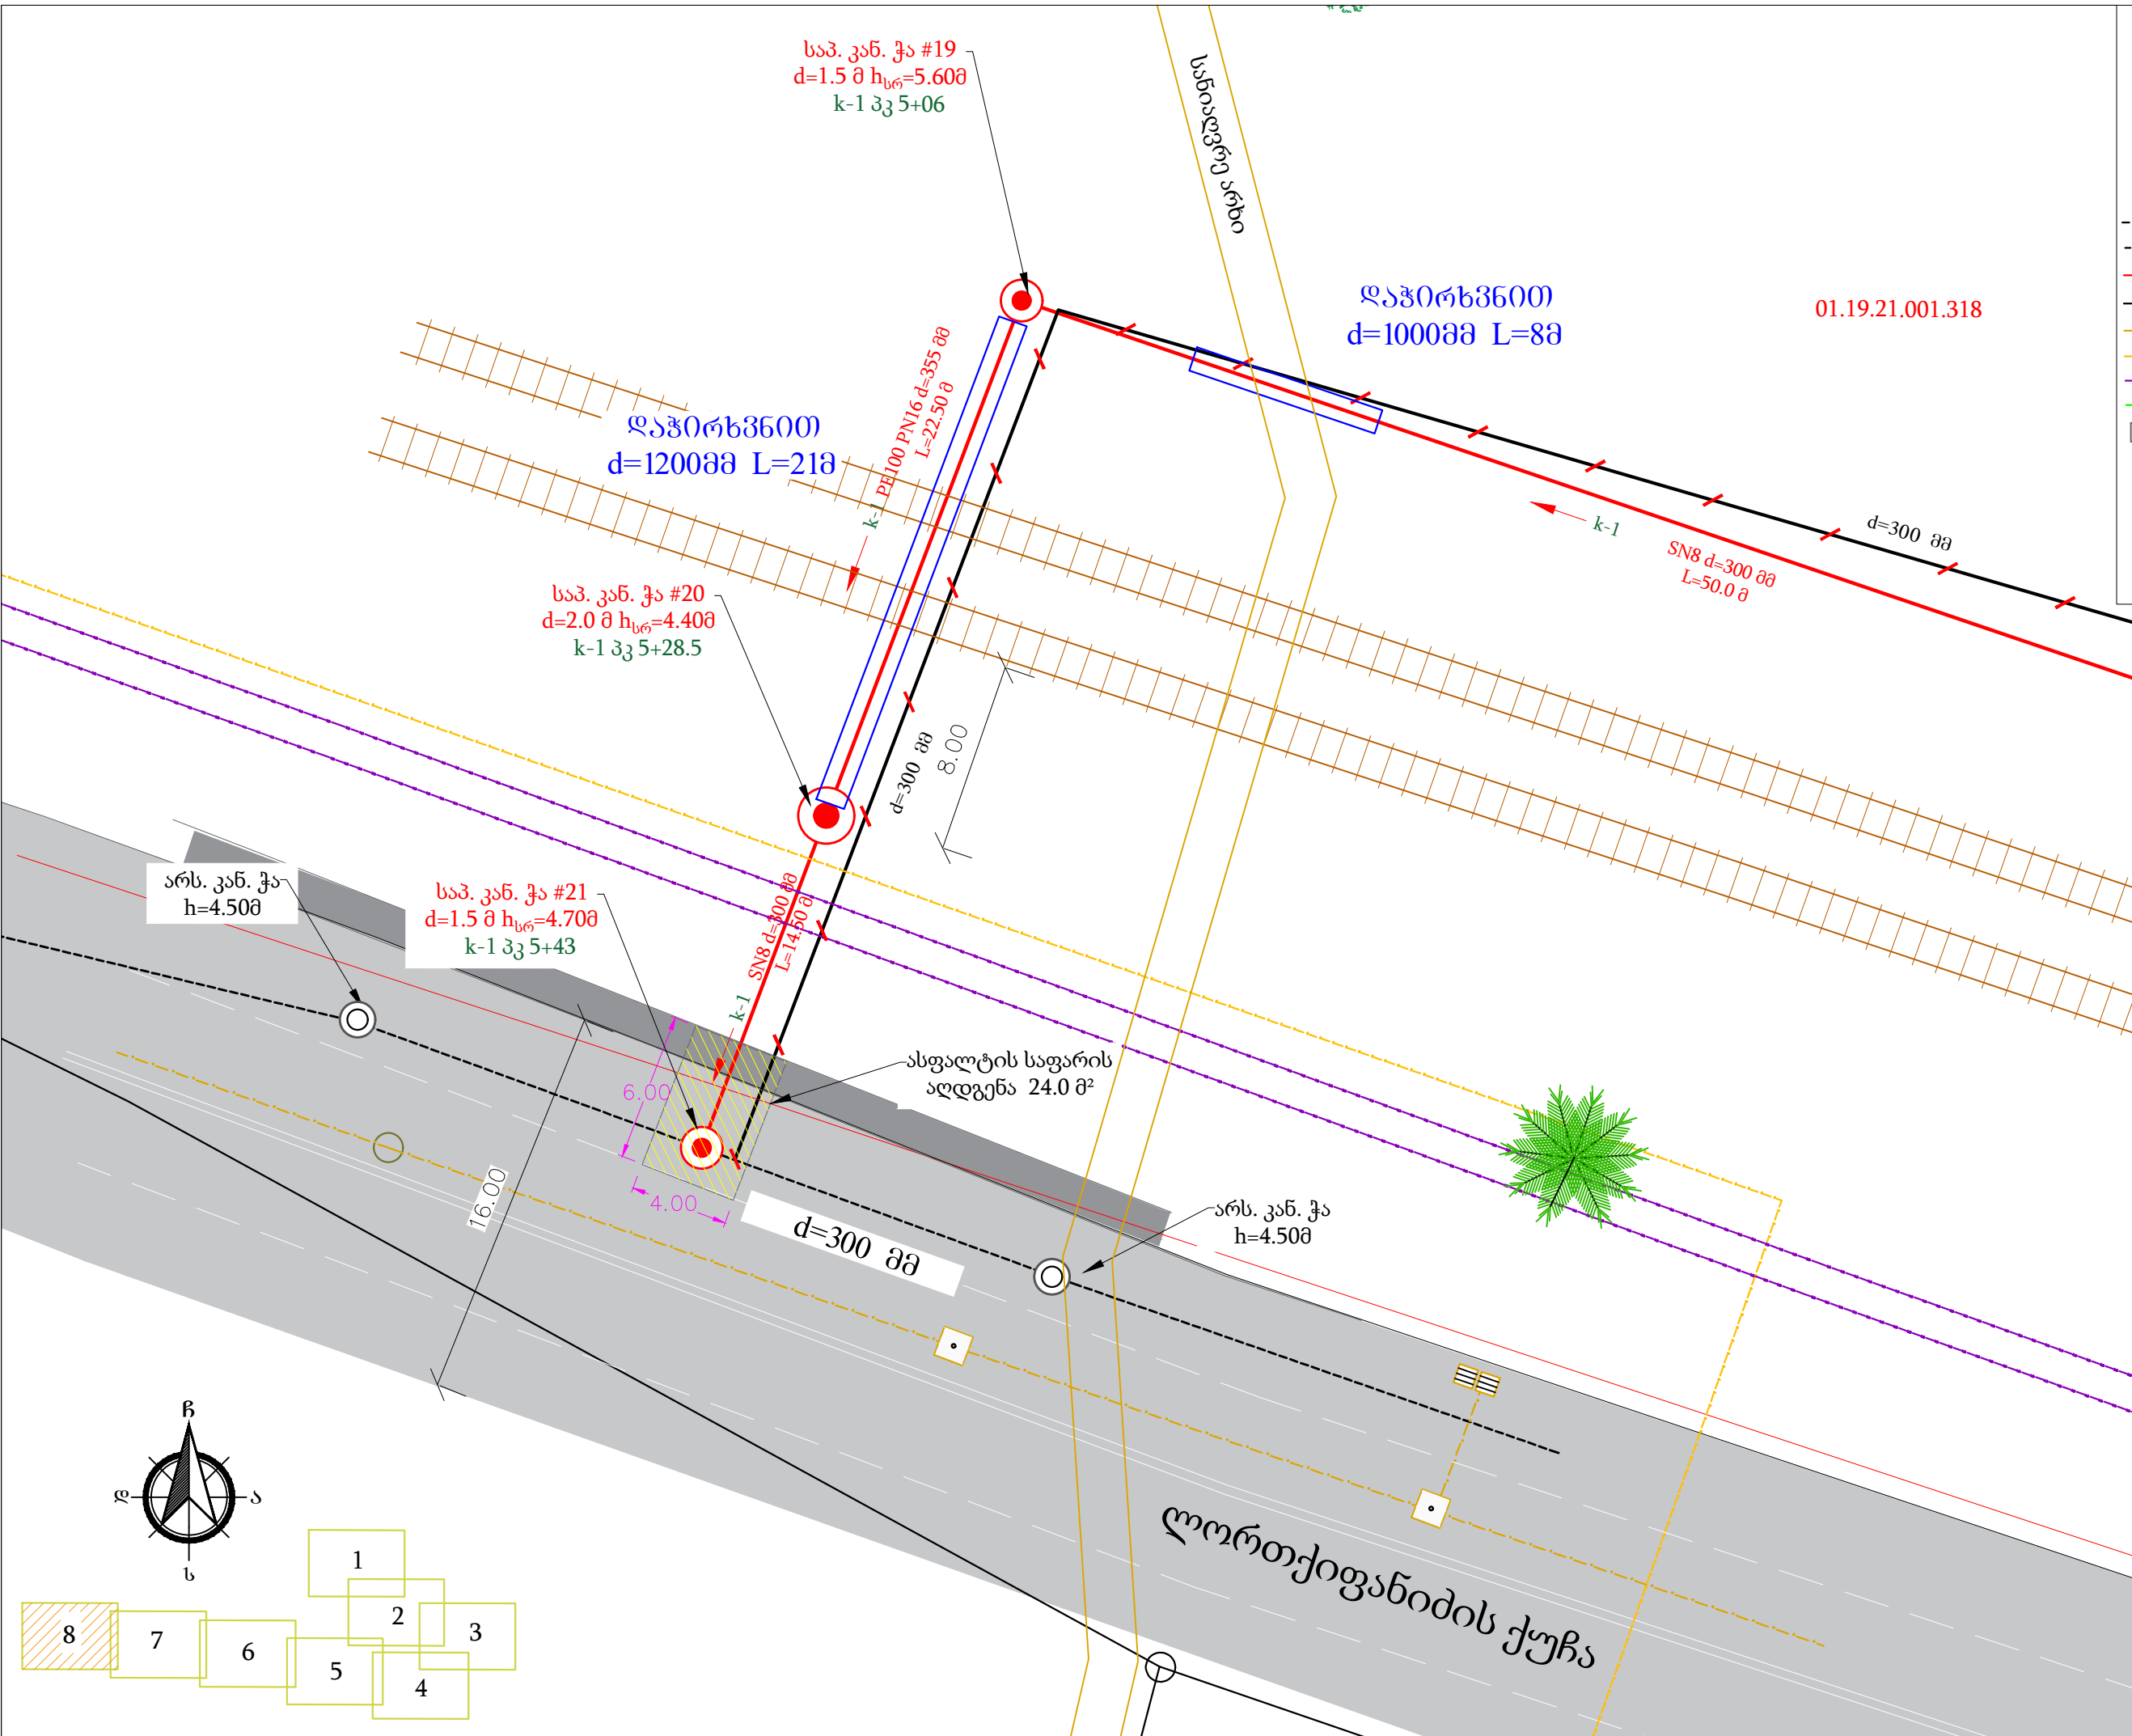 საპ. კან. ჭა #19
d=1.5 მ hსრ=5.60მ
k-1 პკ 5+06
სანიაღვრე არხი
დაჭირხვნით
d=1000მმ L=8მ
01.19.21.001.318
დაჭირხვნით
d=1200მმ L=21მ
k-1 PE100 PN16 d=355 მმ
L=22.50 მ
k-1
d=300 მმ
SN8 d=300 მმ
L=50.0 მ
საპ. კან. ჭა #20
d=2.0 მ hსრ=4.40მ
k-1 პკ 5+28.5
d=300 მმ
8.00
არს. კან. ჭა
h=4.50მ
საპ. კან. ჭა #21
d=1.5 მ hსრ=4.70მ
k-1 პკ 5+43
k-1 SN8 d=300 მმ
L=14.50 მ
ასფალტის საფარის
აღდგენა 24.0 მ²
6.00
4.00
16.00
d=300 მმ
არს. კან. ჭა
h=4.50მ
ლორთქიფანიძის ქუჩა
ჩ
დ
ა
ს
1
2
3
8
7
6
5
4